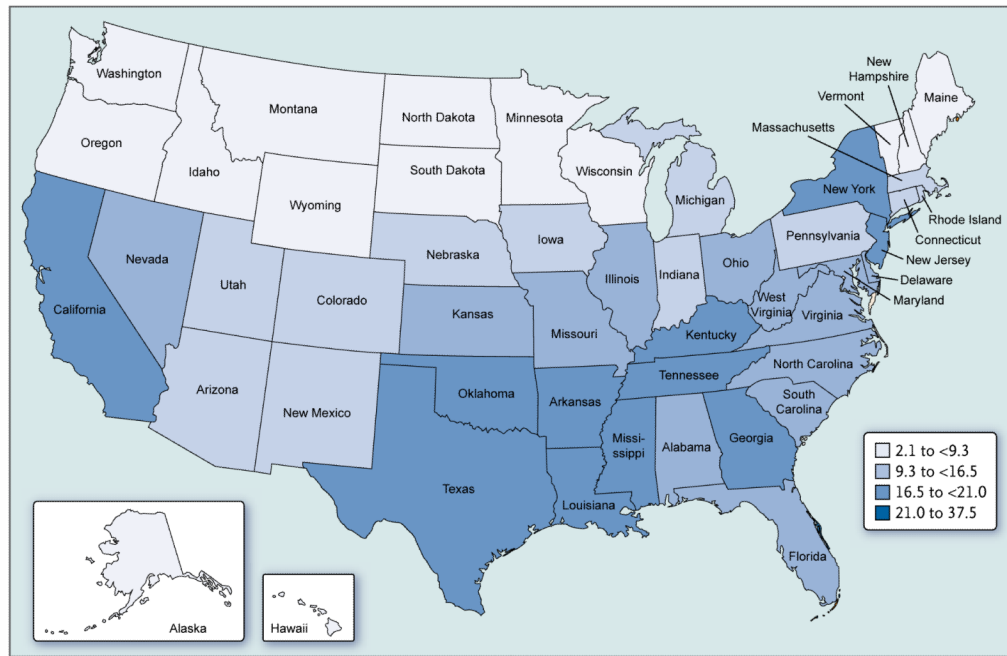 New
Hampshire
Vermont
Maine
Washington
Montana
North Dakota
Minnesota
Massachusetts
Oregon
Idaho
South Dakota
Wisconsin
Wyoming
Michigan
New York
Rhode Island
Connecticut
New Jersey
Delaware
Maryland
Pennsylvania
Iowa
Nebraska
Nevada
Utah
Colorado
Illinois
Indiana
Ohio
California
Kansas
Missouri
West
Virginia
Virginia
Kentucky
North Carolina
Tennessee
South
Carolina
Arizona
New Mexico
Oklahoma
Arkansas
Missi-
ssippi
Alabama
Georgia
Texas
Louisiana
Florida
2.1 to <9.3
9.3 to <16.5
16.5 to <21.0
21.0 to 37.5
Alaska
Hawaii